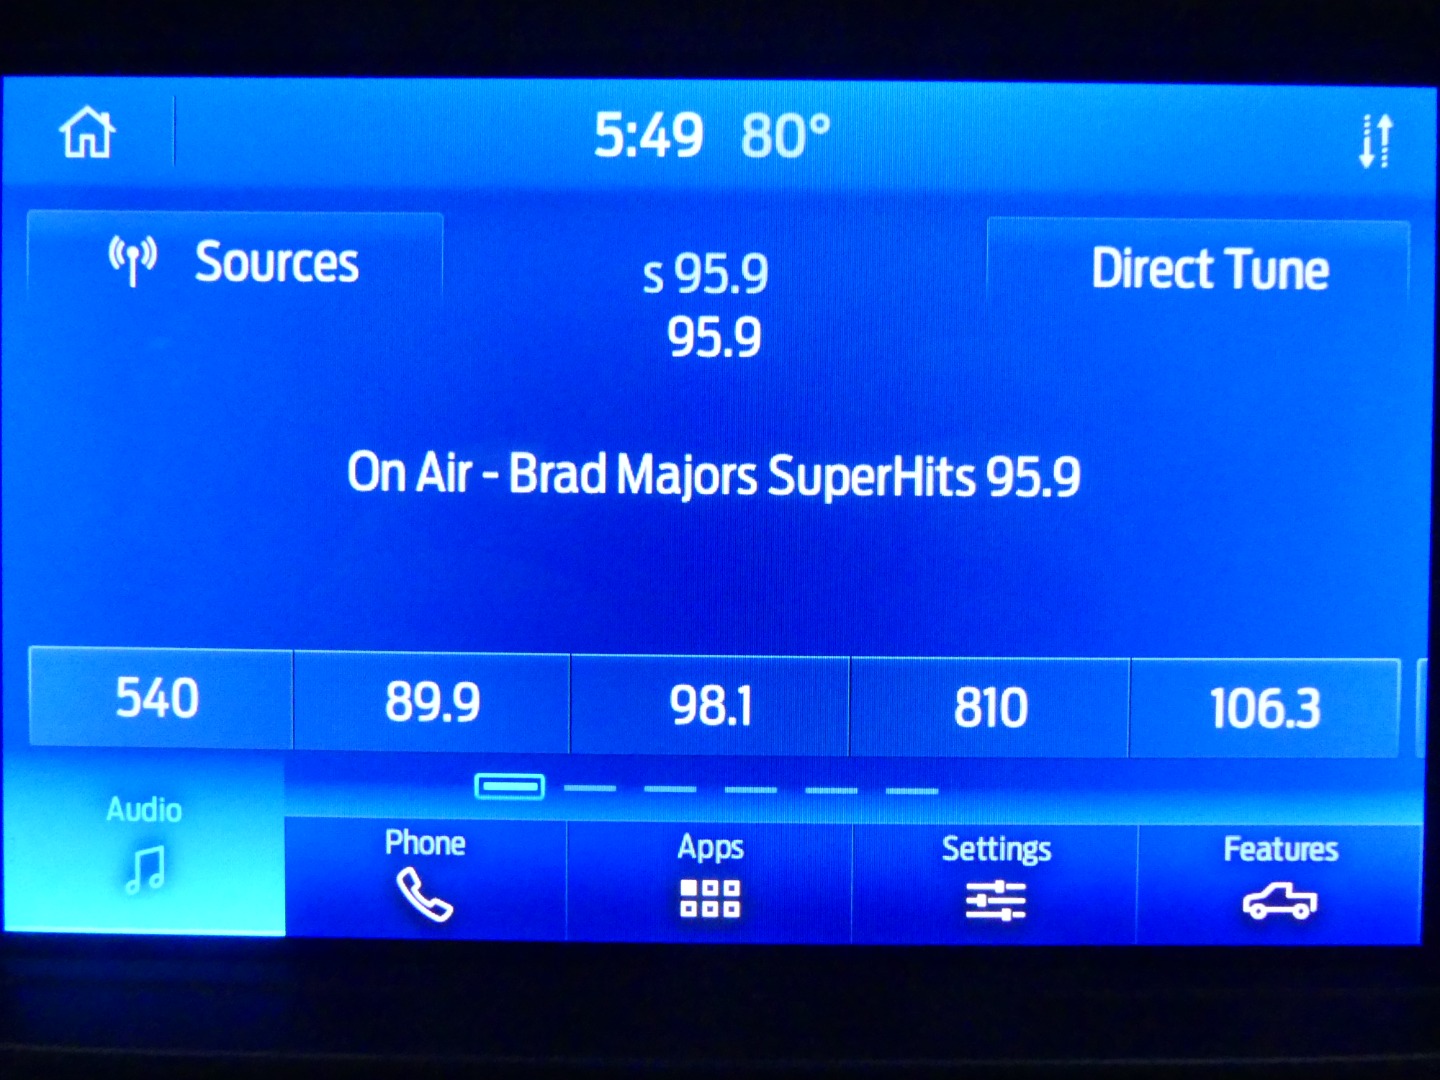 5:49 80°
Sources
Direct Tune
s 95.9
95.9
On Air - Brad Majors SuperHits 95.9
540 89.9 98.1 810 106.3
Audio
Phone
Apps
Settings
Features